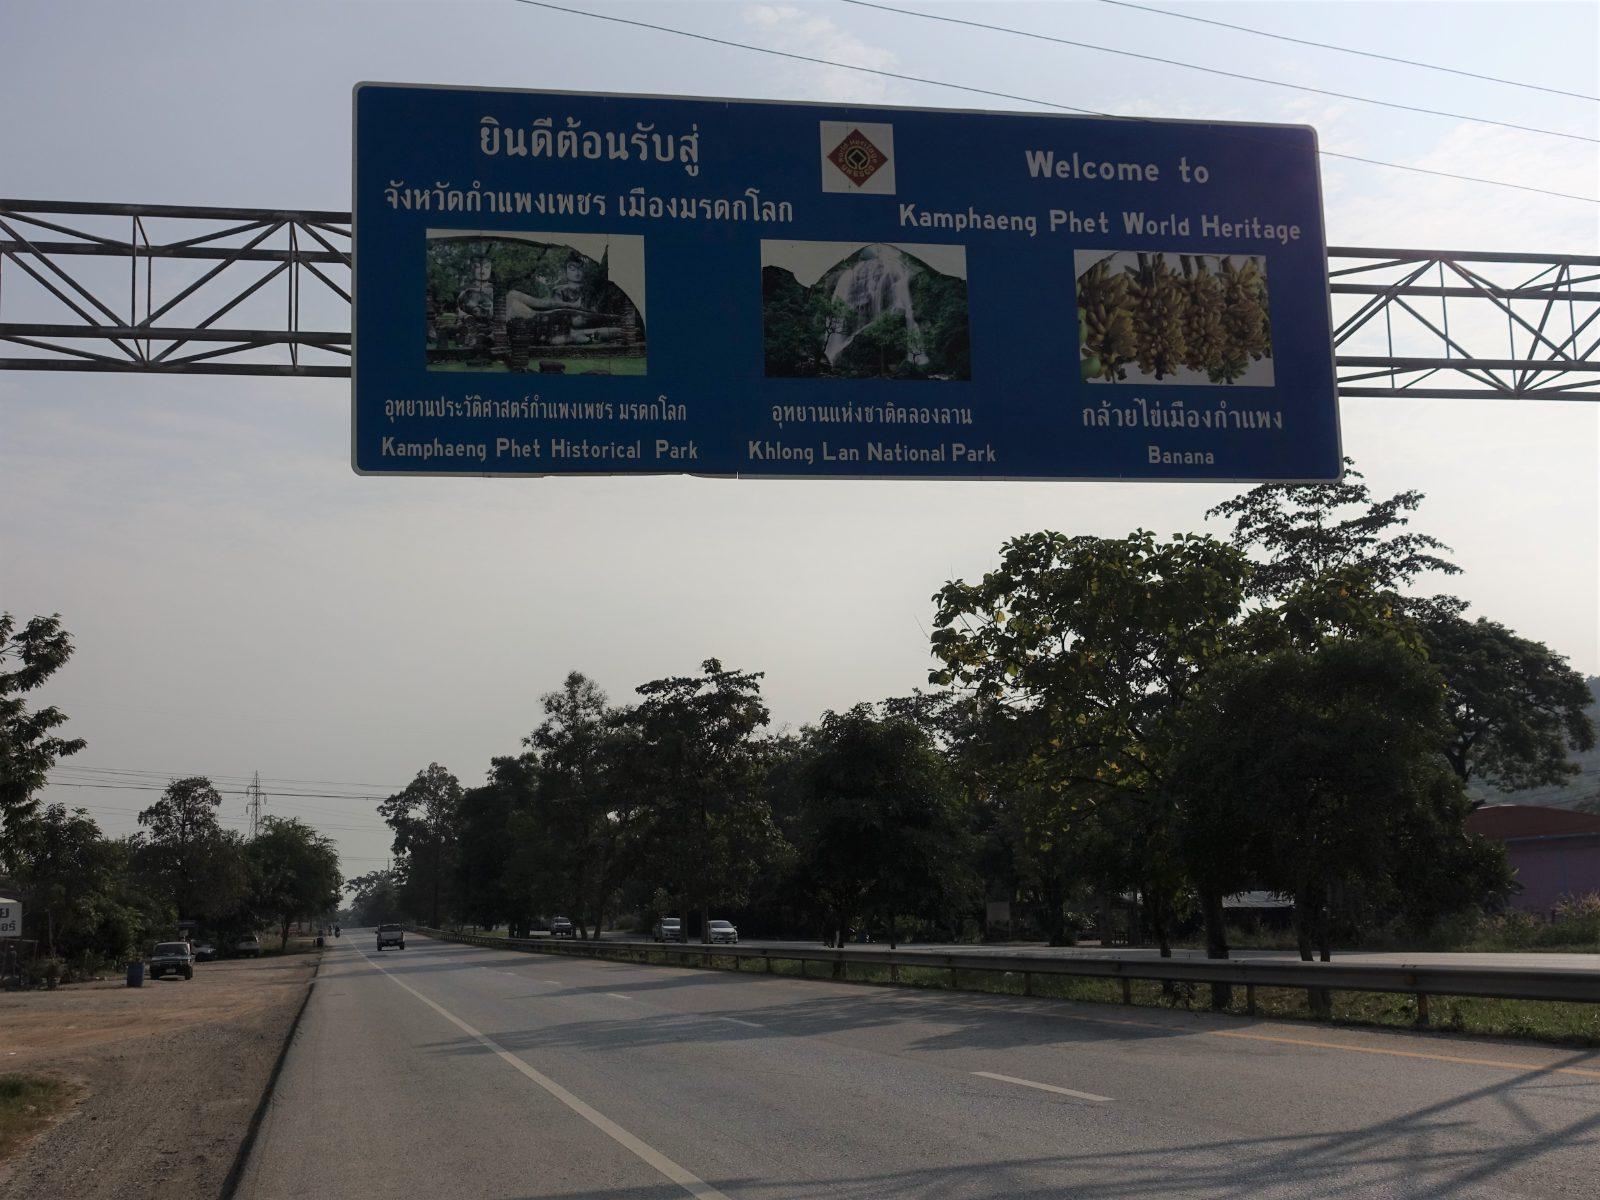 ยินดีต้อนรับสู่
จังหวัดกำแพงเพชร เมืองมรดกโลก
World Heritage
UNESCO
Welcome to
Kamphaeng Phet World Heritage
อุทยานประวัติศาสตร์กำแพงเพชร มรดกโลก
Kamphaeng Phet Historical Park
อุทยานแห่งชาติคลองลาน
Khlong Lan National Park
กล้วยไข่เมืองกำแพง
Banana